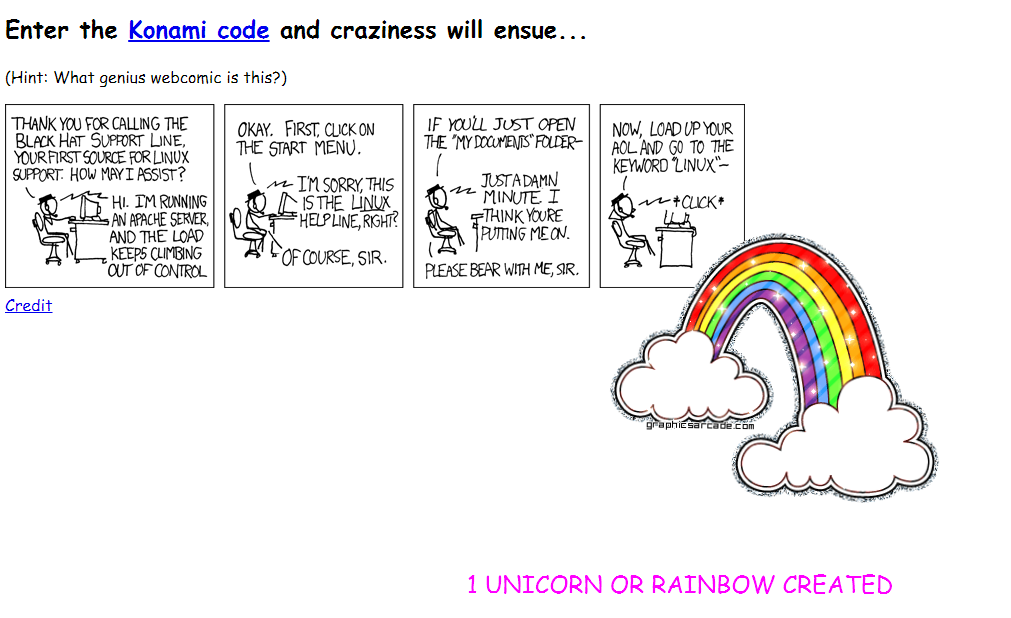 Enter the Konami code and craziness will ensue...
(Hint: What genius webcomic is this?)
THANK YOU FOR CALLING THE
BLACK HAT SUPPORT LINE,
YOUR FIRST SOURCE FOR LINUX
SUPPORT. HOW MAY I ASSIST?
HI. I'M RUNNING
AN APACHE SERVER,
AND THE LOAD
KEEPS CLIMBING
OUT OF CONTROL
OKAY. FIRST, CLICK ON
THE START MENU.
I'M SORRY, THIS
IS THE LINUX
HELP LINE, RIGHT?
OF COURSE, SIR.
IF YOU'LL JUST OPEN
THE "MY DOCUMENTS" FOLDER—
JUST A DAMN
MINUTE. I
THINK YOU'RE
PUTTING ME ON.
PLEASE BEAR WITH ME, SIR.
NOW, LOAD UP YOUR
AOL AND GO TO THE
KEYWORD "LINUX"—
*CLICK*
Credit
graphicsarcade.com
1 UNICORN OR RAINBOW CREATED